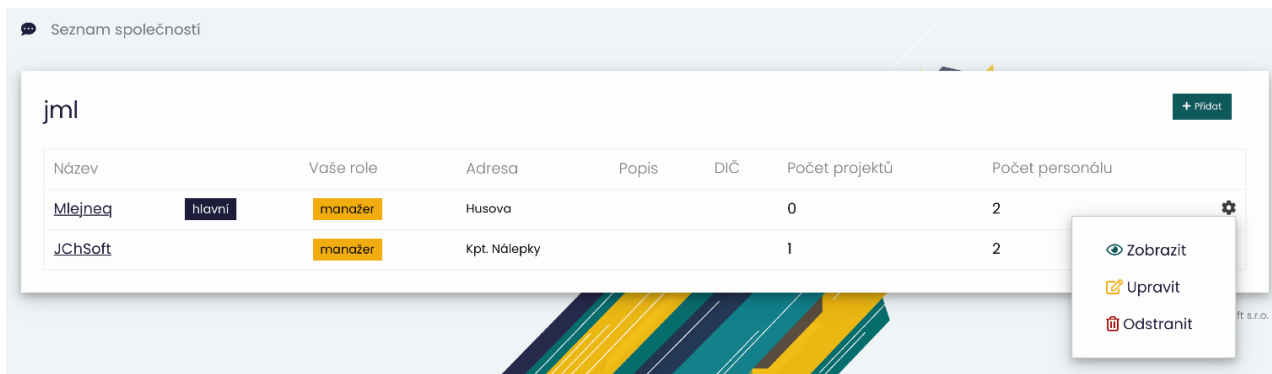 Seznam společností
jml
+ Přidat
Název Vaše role Adresa Popis DIČ Počet projektů Počet personálu
Mlejneq hlavní manažer Husova 0 2
JChSoft manažer Kpt. Nálepky 1 2
Zobrazit
Upravit
Odstranit
ft s.r.o.